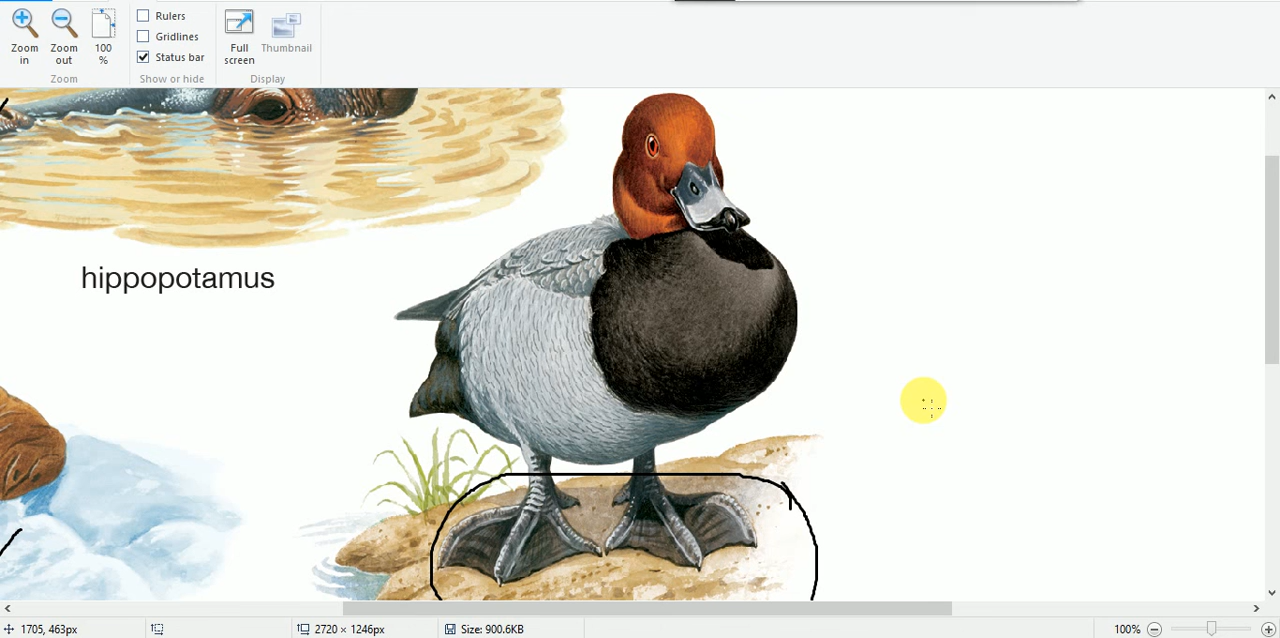 Zoom in
Zoom out
100 %
Rulers
Gridlines
Status bar
Full screen
Thumbnail
Zoom
Show or hide
Display
hippopotamus
1705, 463px
2720 × 1246px
Size: 900.6KB
100%